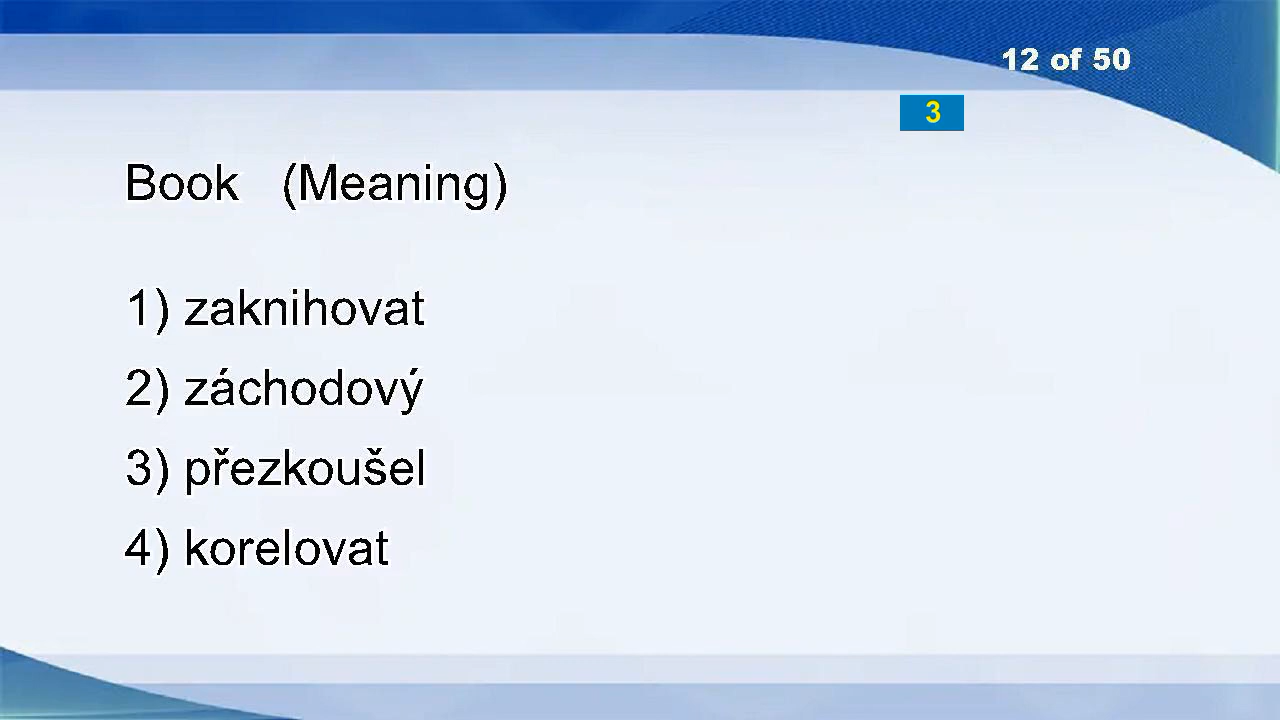 12 of 50
3
Book (Meaning)
1) zaknihovat
2) záchodový
3) přezkoušel
4) korelovat